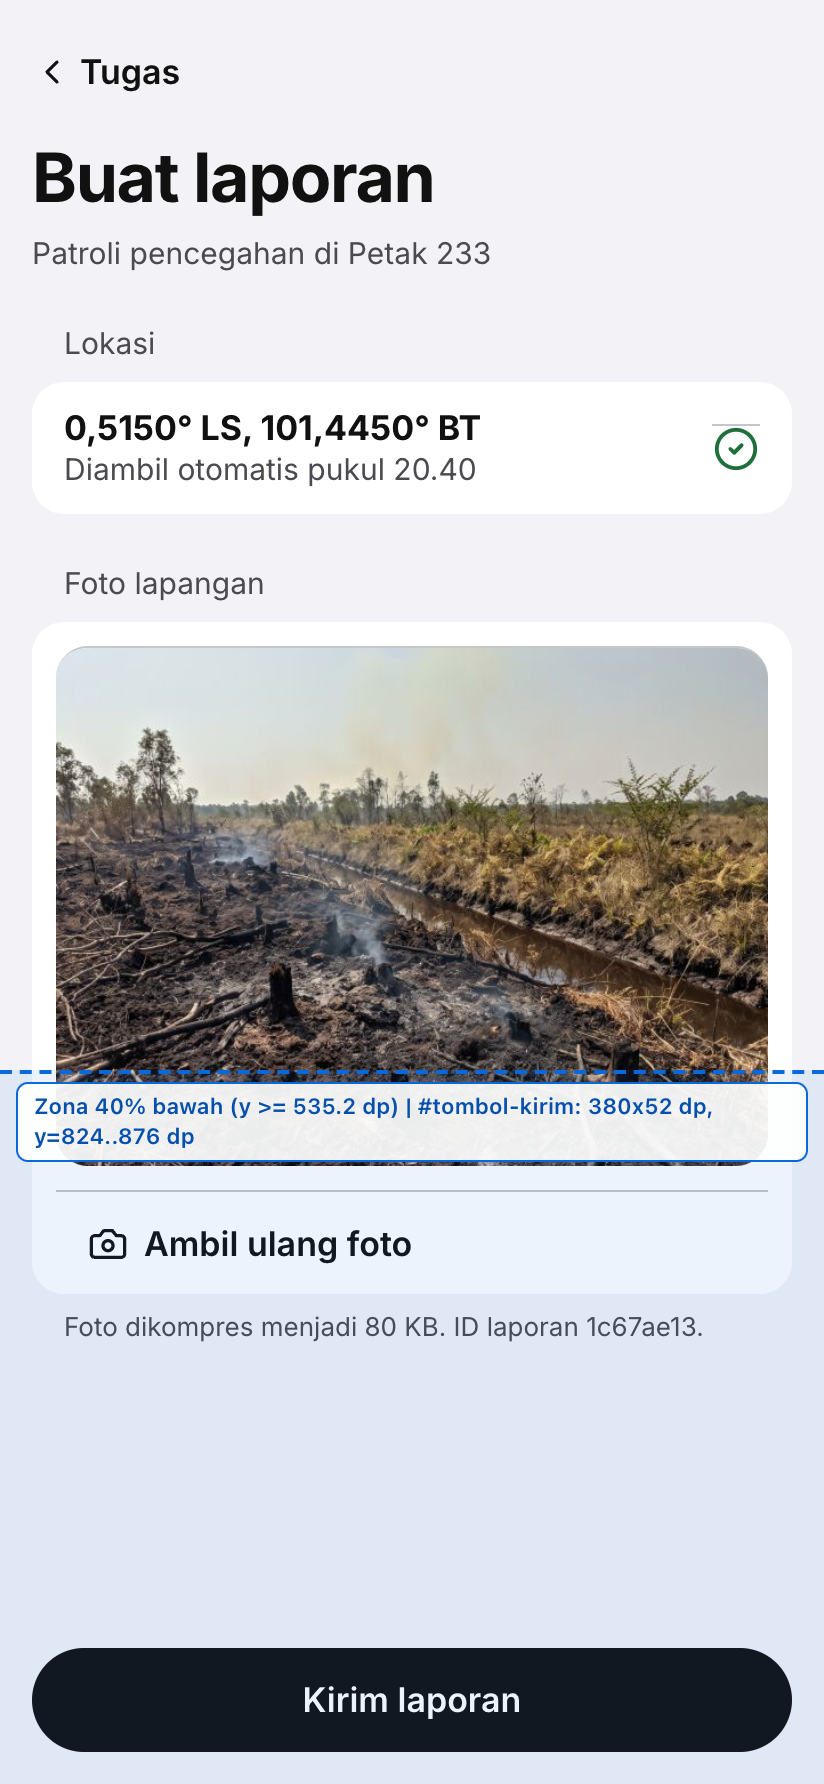 Tugas
Buat laporan
Patroli pencegahan di Petak 233
Lokasi
0,5150° LS, 101,4450° BT
Diambil otomatis pukul 20.40
Foto lapangan
Zona 40% bawah (y >= 535.2 dp) | #tombol-kirim: 380x52 dp,
y=824..876 dp
Ambil ulang foto
Foto dikompres menjadi 80 KB. ID laporan 1c67ae13.
Kirim laporan